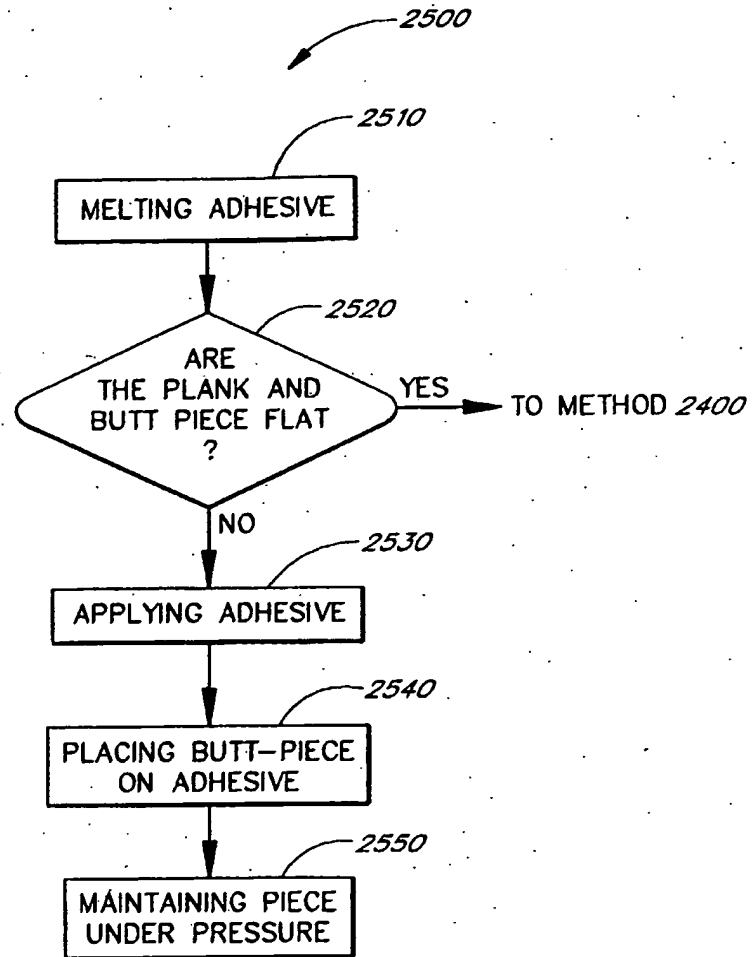 2500
2510
MELTING ADHESIVE
2520
ARE
THE PLANK AND
BUTT PIECE FLAT
?
YES
TO METHOD 2400
NO
2530
APPLYING ADHESIVE
2540
PLACING BUTT-PIECE
ON ADHESIVE
2550
MAINTAINING PIECE
UNDER PRESSURE